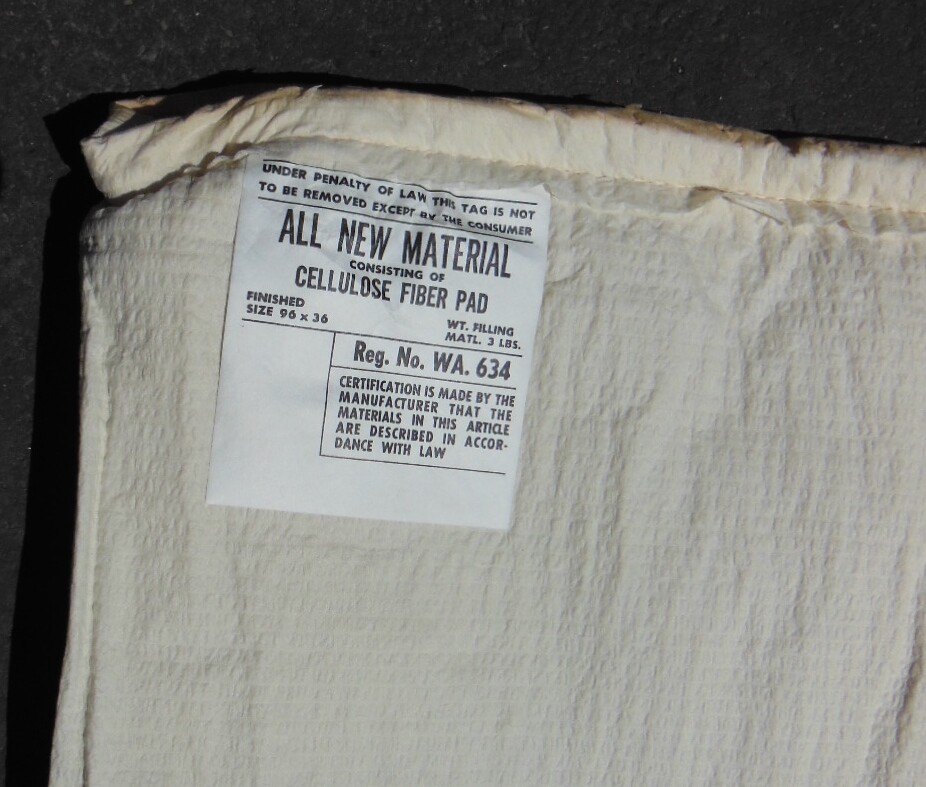 UNDER PENALTY OF LAW THIS TAG IS NOT
TO BE REMOVED EXCEPT BY THE CONSUMER
ALL NEW MATERIAL
CONSISTING OF
CELLULOSE FIBER PAD
FINISHED
SIZE 96 x 36
WT. FILLING
MATL. 3 LBS.
Reg. No. WA. 634
CERTIFICATION IS MADE BY THE
MANUFACTURER THAT THE
MATERIALS IN THIS ARTICLE
ARE DESCRIBED IN ACCOR-
DANCE WITH LAW